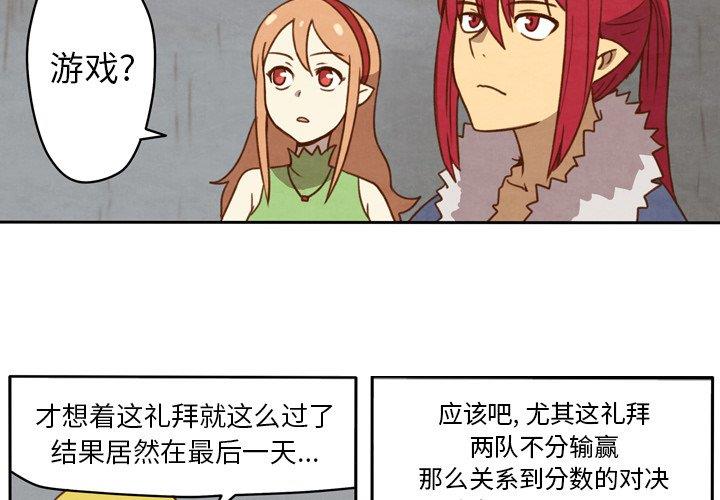 游戏?
才想着这礼拜就这么过了
结果居然在最后一天...
应该吧, 尤其这礼拜
两队不分输赢
那么关系到分数的对决